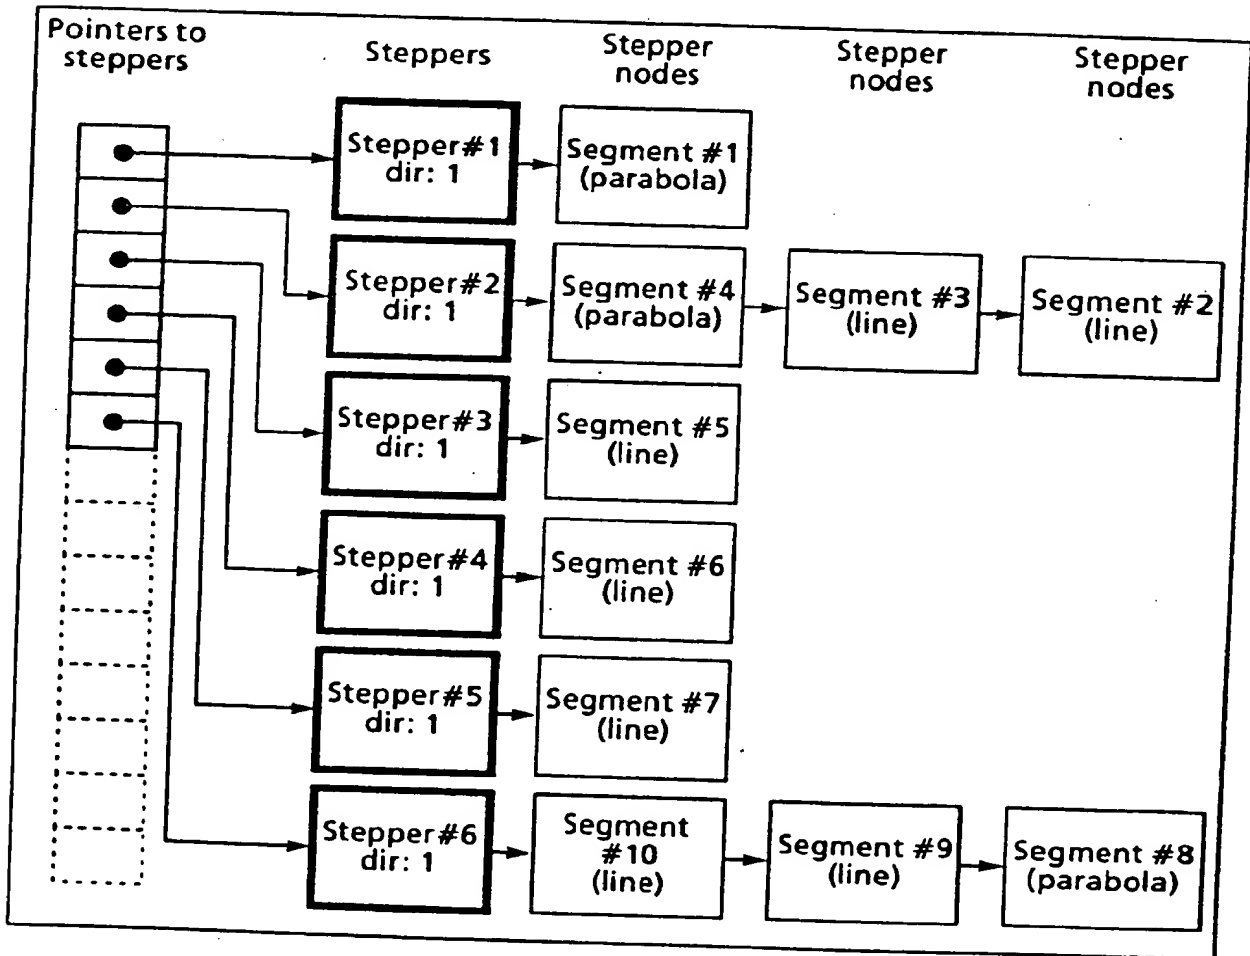 Pointers to
steppers
Steppers
Stepper
nodes
Stepper
nodes
Stepper
nodes
Stepper#1
dir: 1
Segment #1
(parabola)
Stepper#2
dir: 1
Segment #4
(parabola)
Segment #3
(line)
Segment #2
(line)
Stepper#3
dir: 1
Segment #5
(line)
Stepper#4
dir: 1
Segment #6
(line)
Stepper#5
dir: 1
Segment #7
(line)
Stepper#6
dir: 1
Segment
#10
(line)
Segment #9
(line)
Segment #8
(parabola)